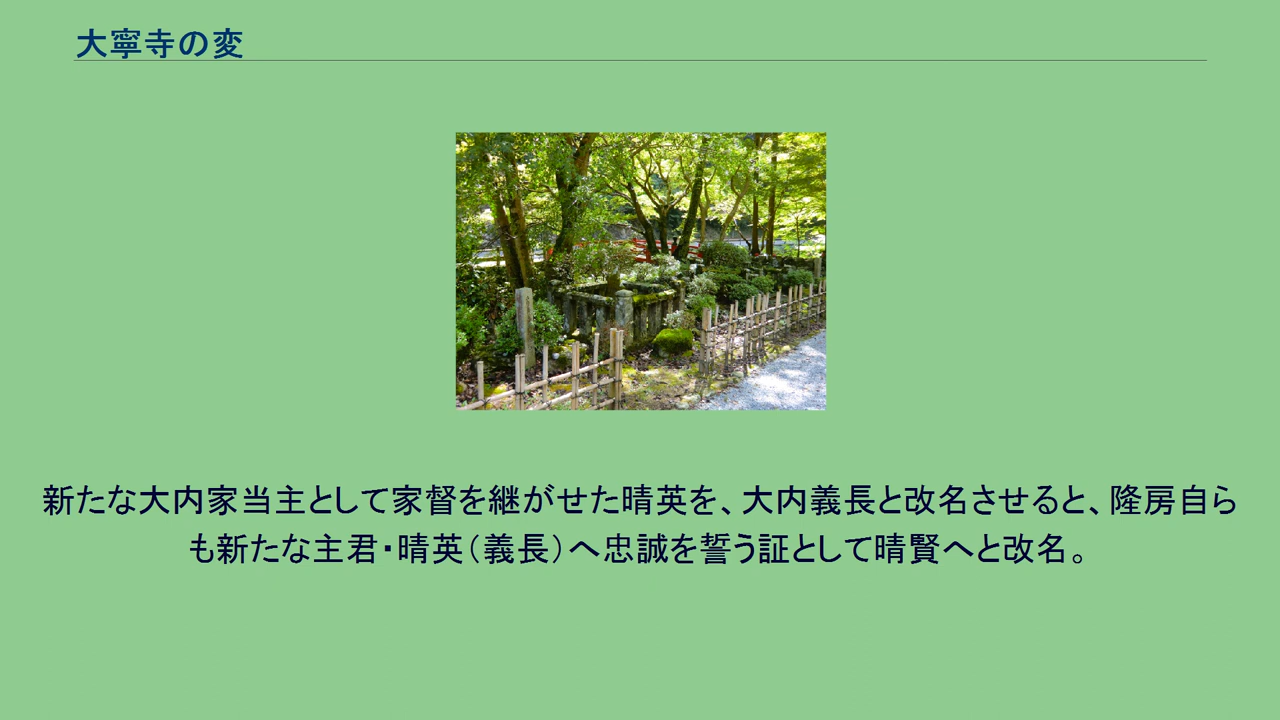 大寧寺の変
新たな大内家当主として家督を継がせた晴英を、大内義長と改名させると、隆房自ら
も新たな主君・晴英（義長）へ忠誠を誓う証として晴賢へと改名。